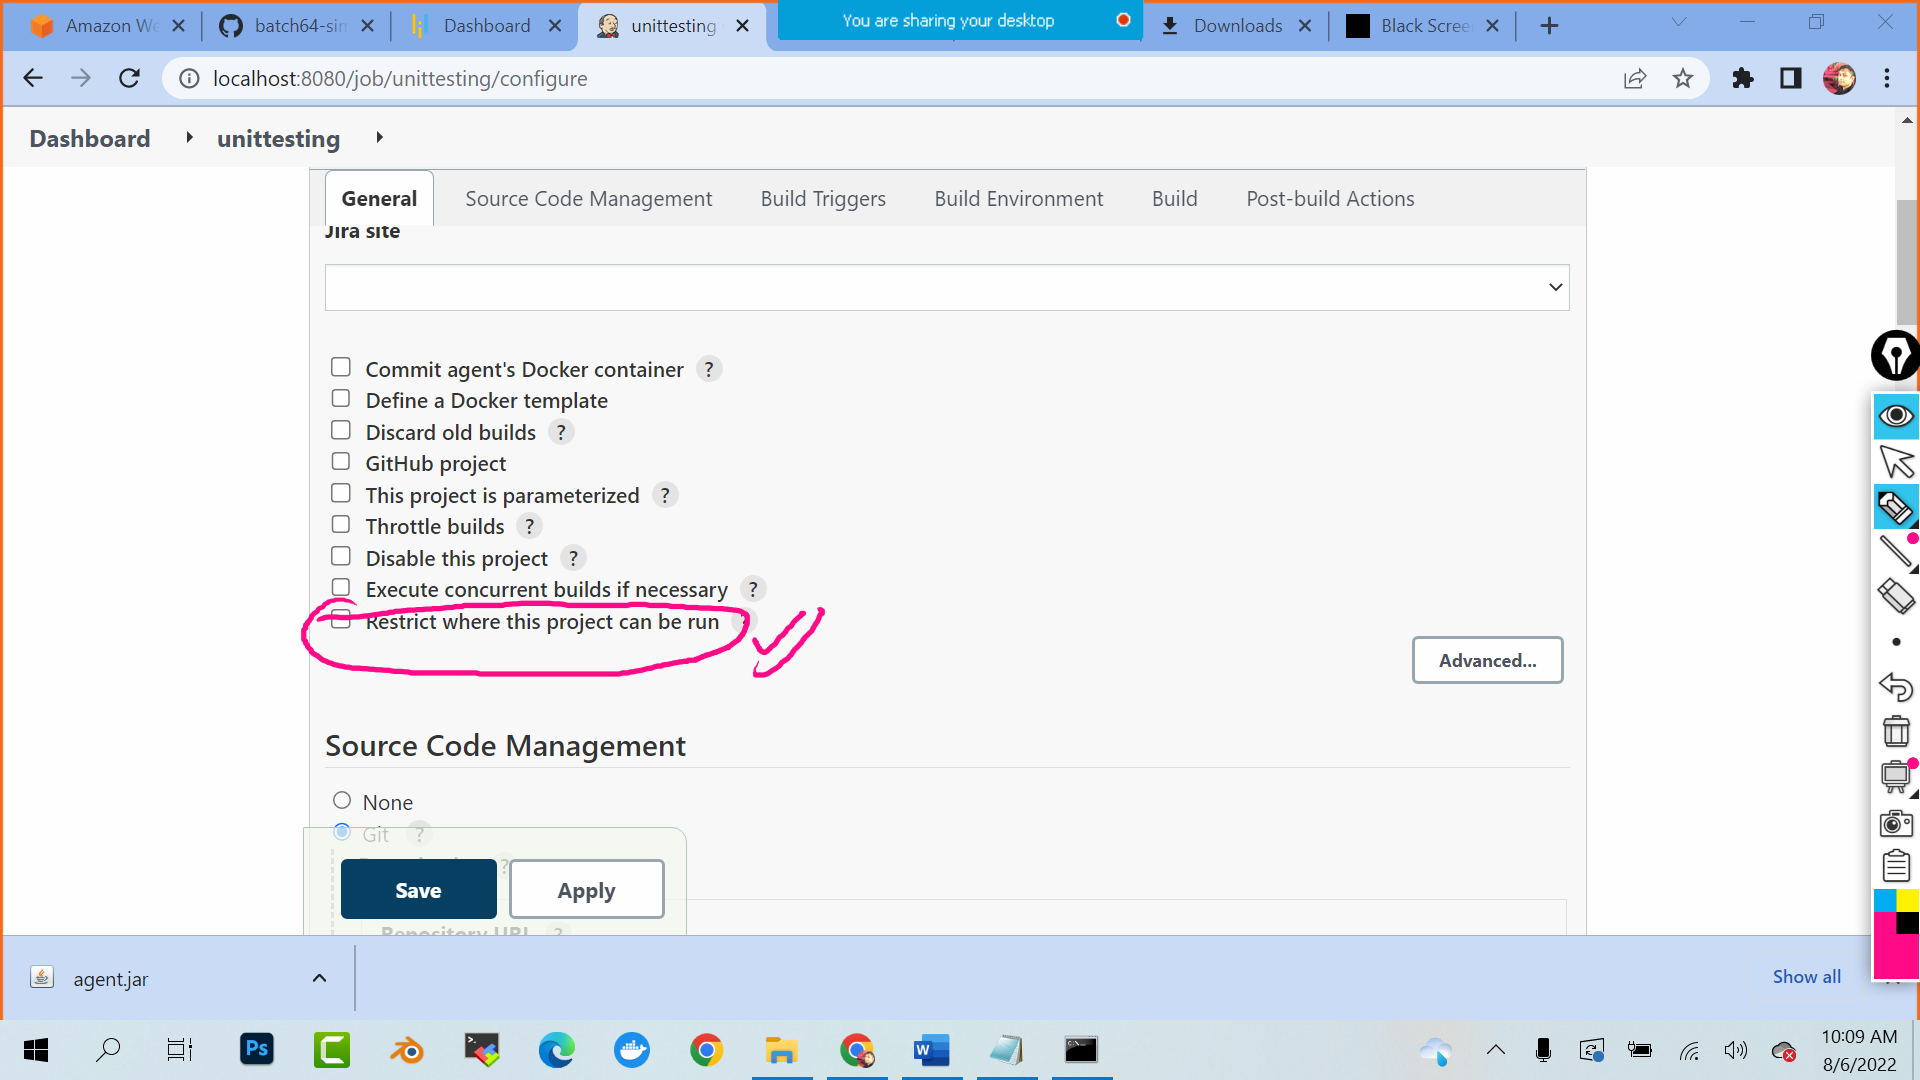 Amazon We
batch64-sim
Dashboard
unittesting
You are sharing your desktop
Downloads
Black Scree
localhost:8080/job/unittesting/configure
Dashboard
unittesting
General
Source Code Management
Build Triggers
Build Environment
Build
Post-build Actions
Jira site
Commit agent's Docker container ?
Define a Docker template
Discard old builds ?
GitHub project
This project is parameterized ?
Throttle builds ?
Disable this project ?
Execute concurrent builds if necessary ?
Restrict where this project can be run
Advanced...
Source Code Management
None
Git ?
?
Save
Apply
Repository URL ?
agent.jar
Show all
Ps
C
W
10:09 AM
8/6/2022